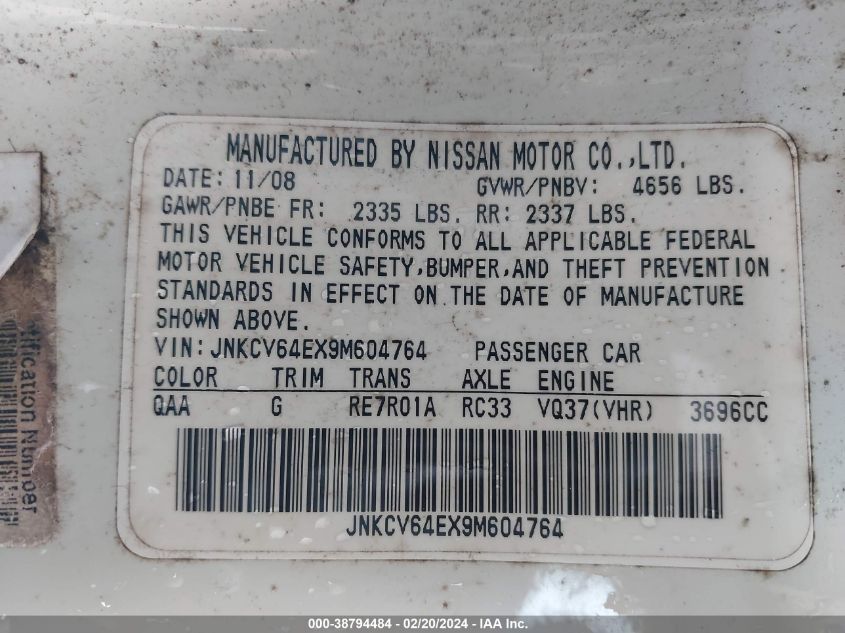 MANUFACTURED BY NISSAN MOTOR CO.,LTD.
DATE: 11/08 GVWR/PNBV: 4656 LBS.
GAWR/PNBE FR: 2335 LBS. RR: 2337 LBS.
THIS VEHICLE CONFORMS TO ALL APPLICABLE FEDERAL
MOTOR VEHICLE SAFETY,BUMPER,AND THEFT PREVENTION
STANDARDS IN EFFECT ON THE DATE OF MANUFACTURE
SHOWN ABOVE.
VIN:JNKCV64EX9M604764 PASSENGER CAR
COLOR TRIM TRANS AXLE ENGINE
QAA G RE7R01A RC33 VQ37(VHR) 3696CC
JNKCV64EX9M604764
Number
000-38794484 - 02/20/2024 - IAA Inc.